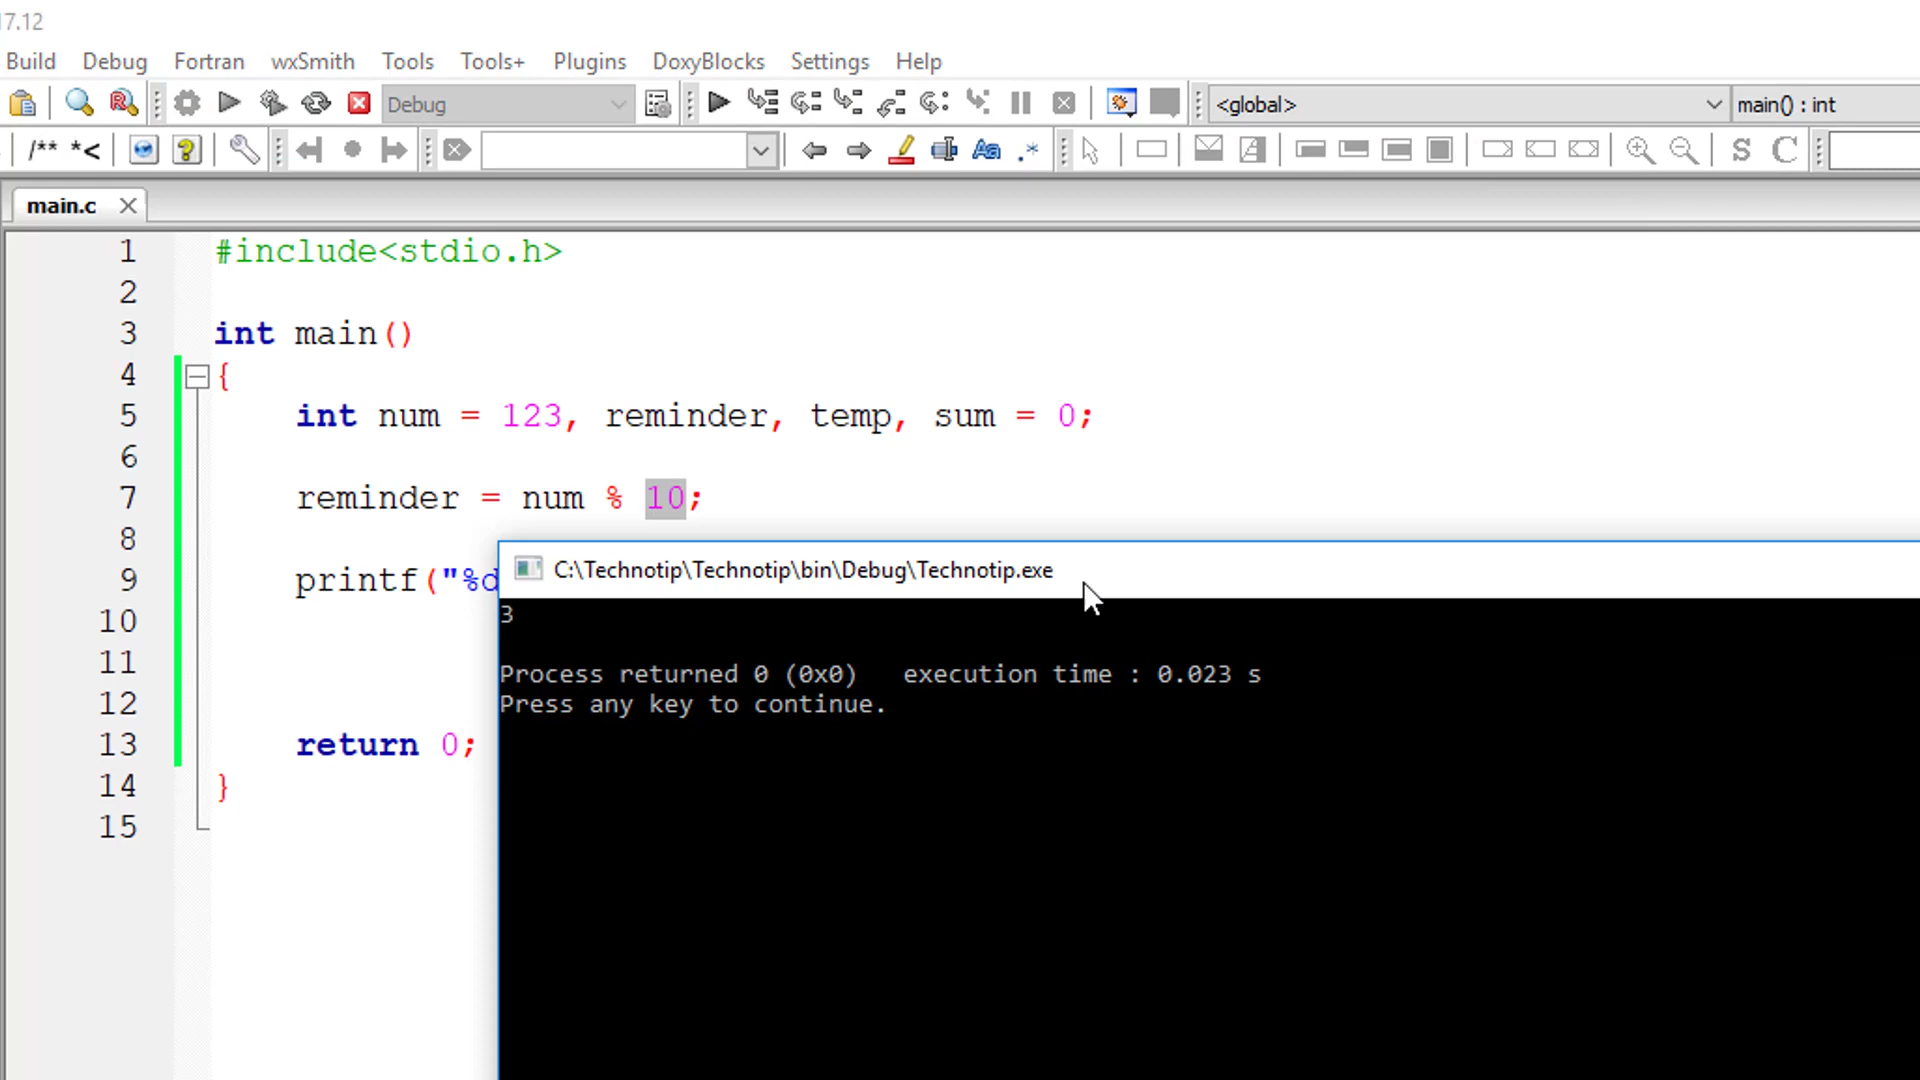 17.12
Build Debug Fortran wxSmith Tools Tools+ Plugins DoxyBlocks Settings Help
Debug <global> main() : int
/** *< Aa .* S C
main.c
1 #include<stdio.h>
2
3 int main()
4 {
5 int num = 123, reminder, temp, sum = 0;
6
7 reminder = num % 10;
8
9 printf("%d
10
11
12
13 return 0;
14 }
15
C:\Technotip\Technotip\bin\Debug\Technotip.exe
3
Process returned 0 (0x0) execution time : 0.023 s
Press any key to continue.